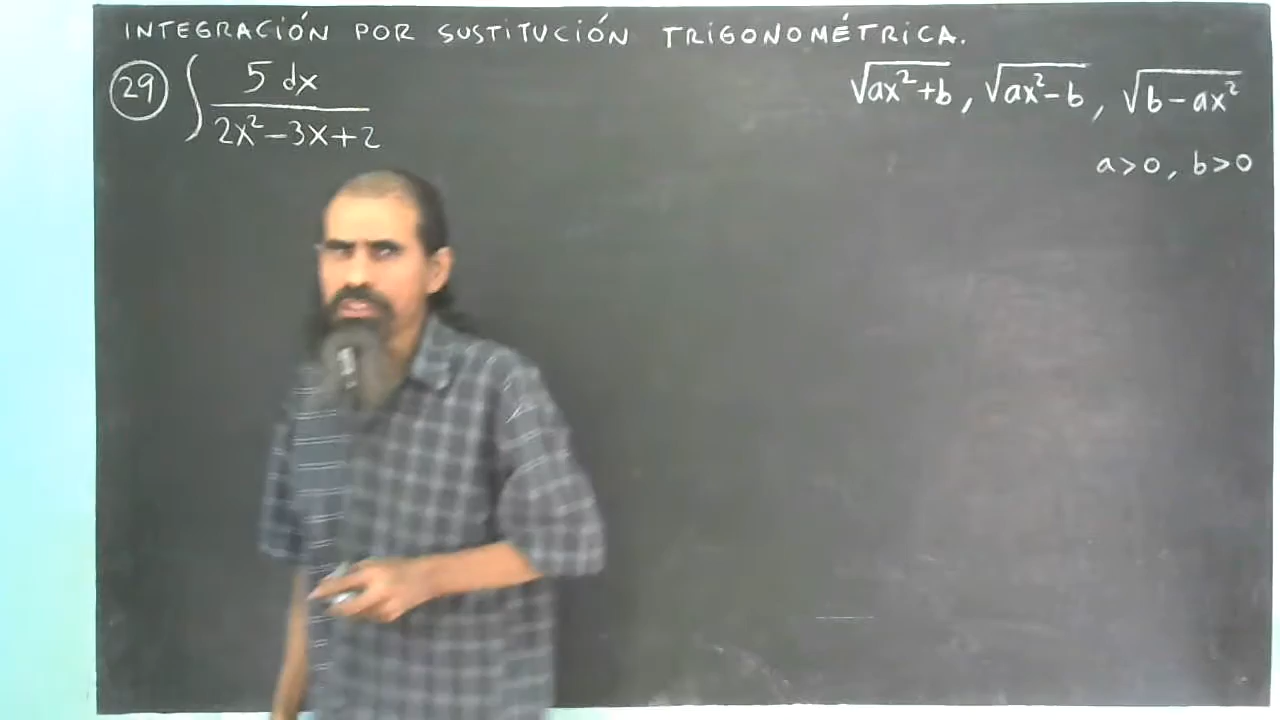 INTEGRACIÓN POR SUSTITUCIÓN TRIGONOMÉTRICA.
29 ∫ 5 dx / 2x² - 3x + 2
√ax² + b , √ax² - b , √b - ax²
a > 0 , b > 0